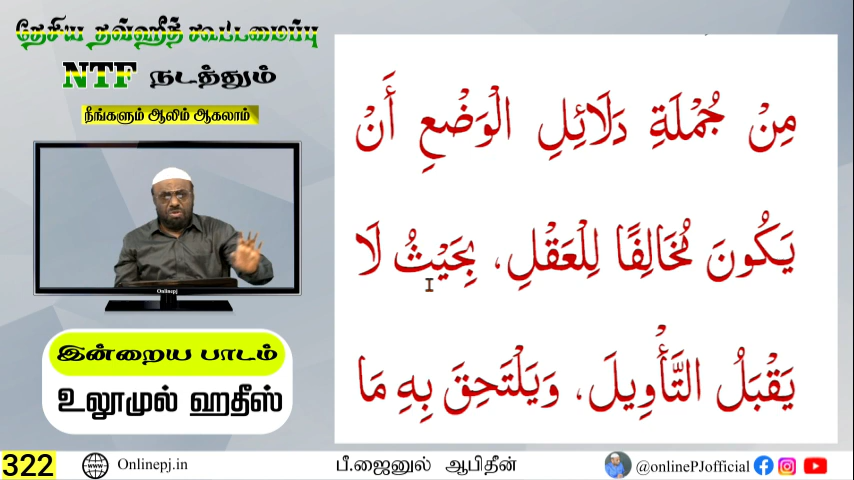 தேசிய தவ்ஹீத் கூட்டமைப்பு
NTF நடத்தும்
நீங்களும் ஆலிம் ஆகலாம்
Onlinepj
இன்றைய பாடம்
உலூமுல் ஹதீஸ்
مِنْ جُمْلَةِ دَلَائِلِ الْوَضْعِ أَنْ
يَكُونَ مُخَالِفًا لِلْعَقْلِ، بِحَيْثُ لَا
يَقْبَلُ التَّأْوِيلَ، وَيَلْتَحِقَ بِهِ مَا
322 Onlinepj.in பீ.ஜைனுல் ஆபிதீன் @onlinePJofficial